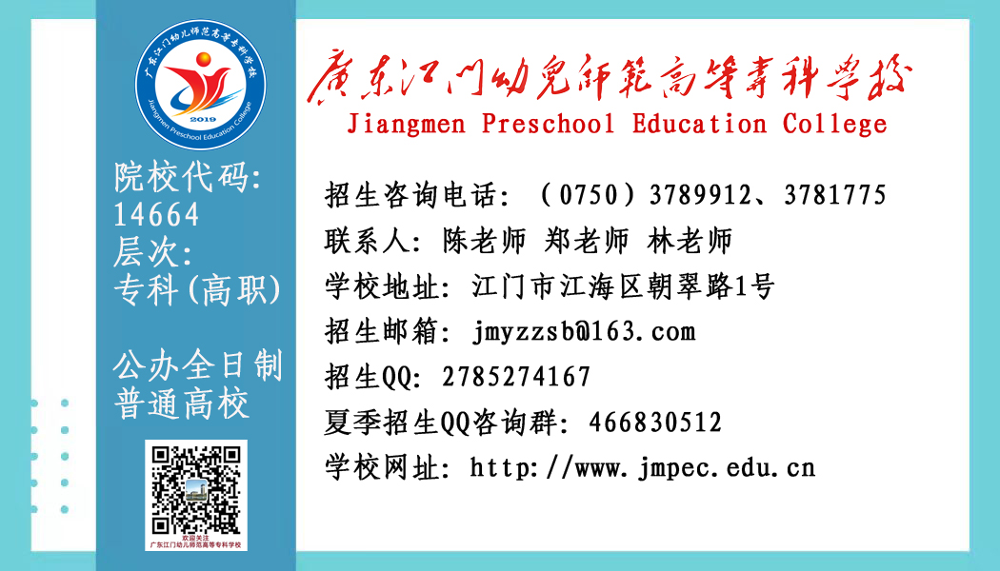 广东江门幼儿师范高等专科学校
2019
Jiangmen Preschool Education College
院校代码:
14664
层次:
专科(高职)
公办全日制
普通高校
欢迎关注
广东江门幼儿师范高等专科学校
廣东江门幼兒师範高等专科学校
Jiangmen Preschool Education College
招生咨询电话：（0750）3789912、3781775
联系人：陈老师 郑老师 林老师
学校地址：江门市江海区朝翠路1号
招生邮箱：jmyzzsb@163.com
招生QQ：2785274167
夏季招生QQ咨询群：466830512
学校网址：http://www.jmpec.edu.cn